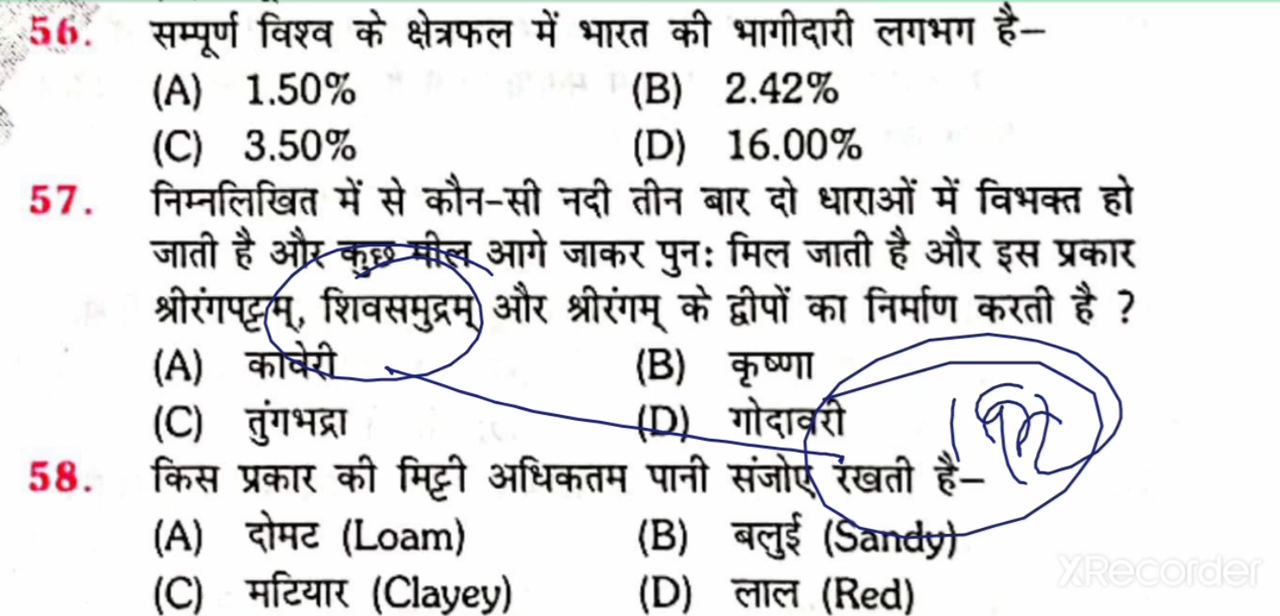 56. सम्पूर्ण विश्व के क्षेत्रफल में भारत की भागीदारी लगभग है–
(A) 1.50% (B) 2.42%
(C) 3.50% (D) 16.00%
57. निम्नलिखित में से कौन-सी नदी तीन बार दो धाराओं में विभक्त हो
जाती है और कुछ मील आगे जाकर पुनः मिल जाती है और इस प्रकार
श्रीरंगपट्टम्, शिवसमुद्रम् और श्रीरंगम् के द्वीपों का निर्माण करती है ?
(A) कावेरी (B) कृष्णा
(C) तुंगभद्रा (D) गोदावरी
58. किस प्रकार की मिट्टी अधिकतम पानी संजोए रखती है–
(A) दोमट (Loam) (B) बलुई (Sandy)
(C) मटियार (Clayey) (D) लाल (Red)
XRecorder